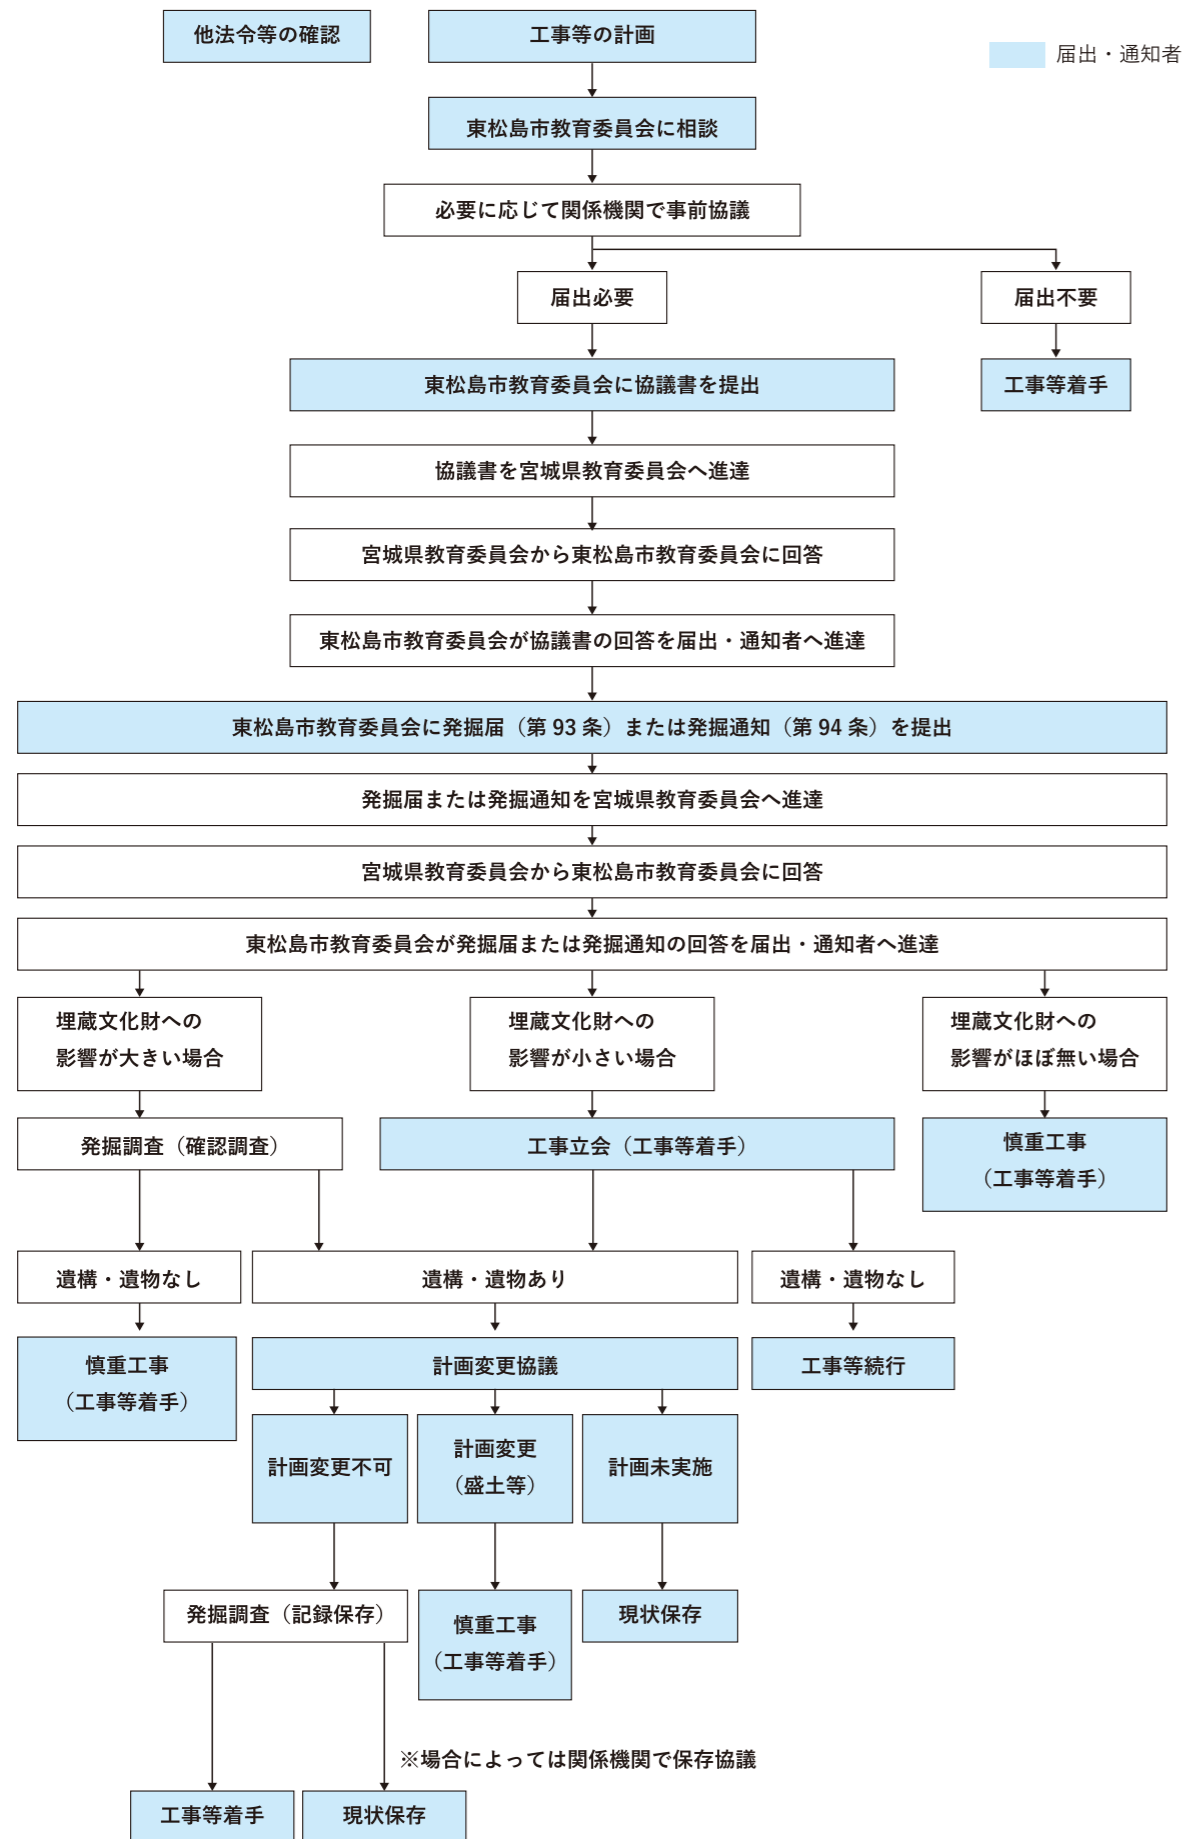 他法令等の確認
工事等の計画
届出・通知者
東松島市教育委員会に相談
必要に応じて関係機関で事前協議
届出必要
届出不要
東松島市教育委員会に協議書を提出
工事等着手
協議書を宮城県教育委員会へ進達
宮城県教育委員会から東松島市教育委員会に回答
東松島市教育委員会が協議書の回答を届出・通知者へ進達
東松島市教育委員会に発掘届（第 93 条）または発掘通知（第 94 条）を提出
発掘届または発掘通知を宮城県教育委員会へ進達
宮城県教育委員会から東松島市教育委員会に回答
東松島市教育委員会が発掘届または発掘通知の回答を届出・通知者へ進達
埋蔵文化財への
影響が大きい場合
埋蔵文化財への
影響が小さい場合
埋蔵文化財への
影響がほぼ無い場合
発掘調査（確認調査）
工事立会（工事等着手）
慎重工事
（工事等着手）
遺構・遺物なし
遺構・遺物あり
遺構・遺物なし
慎重工事
（工事等着手）
計画変更協議
工事等続行
計画変更不可
計画変更
（盛土等）
計画未実施
発掘調査（記録保存）
慎重工事
（工事等着手）
現状保存
※場合によっては関係機関で保存協議
工事等着手
現状保存